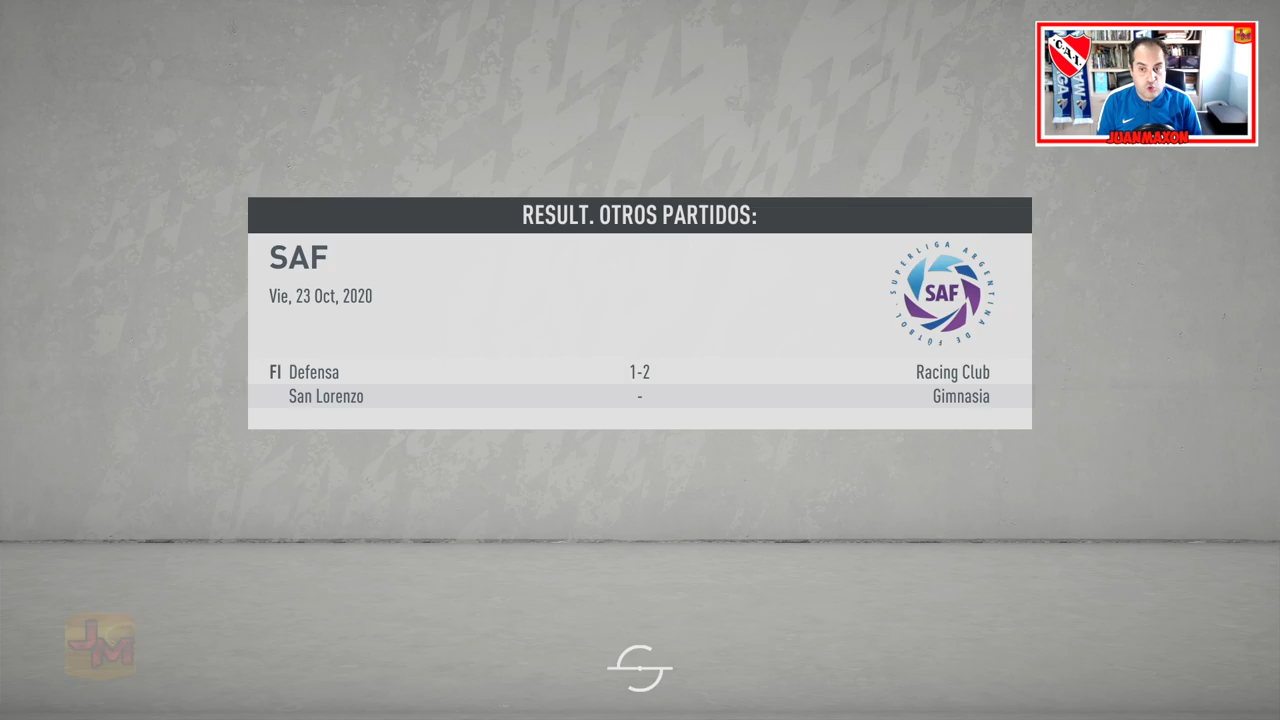 C.A.I.
JUANMAXON
RESULT. OTROS PARTIDOS:
SAF
Vie, 23 Oct, 2020
SUPERLIGA ARGENTINA DE FÚTBOL
SAF
FI Defensa 1-2 Racing Club
San Lorenzo - Gimnasia
JM